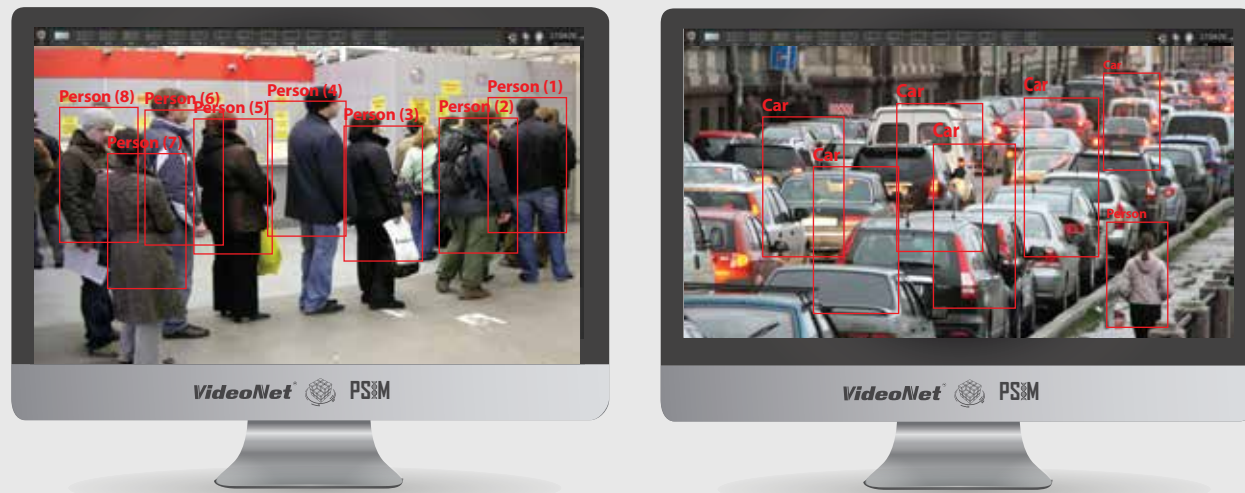 Person (8)
Person (6)
Person (5)
Person (4)
Person (3)
Person (2)
Person (1)
Person (7)
VideoNet PSIM
Car
Car
Car
Car
Car
Car
Person
VideoNet PSIM